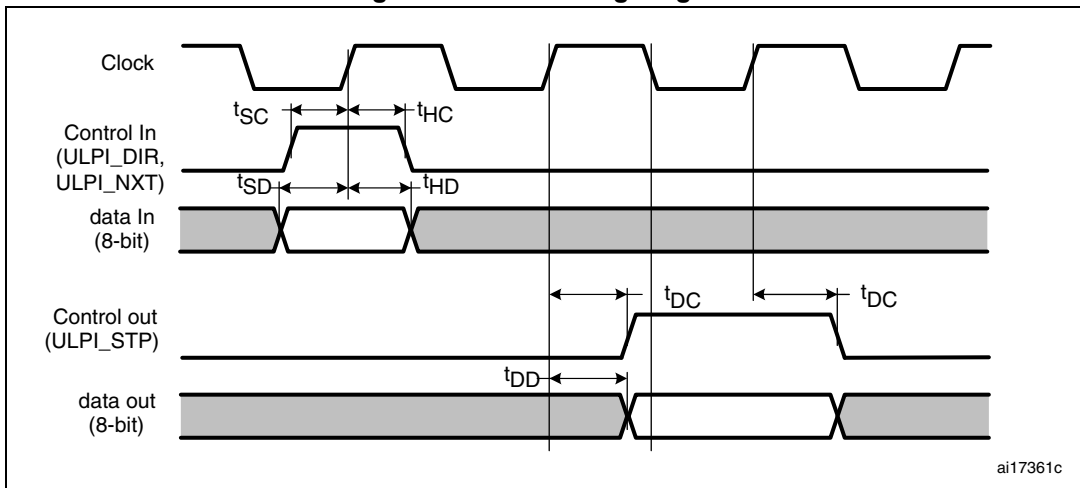 Clock
tSC
tHC
Control In
(ULPI_DIR,
ULPI_NXT)
tSD
tHD
data In
(8-bit)
tDC
tDC
Control out
(ULPI_STP)
tDD
data out
(8-bit)
ai17361c